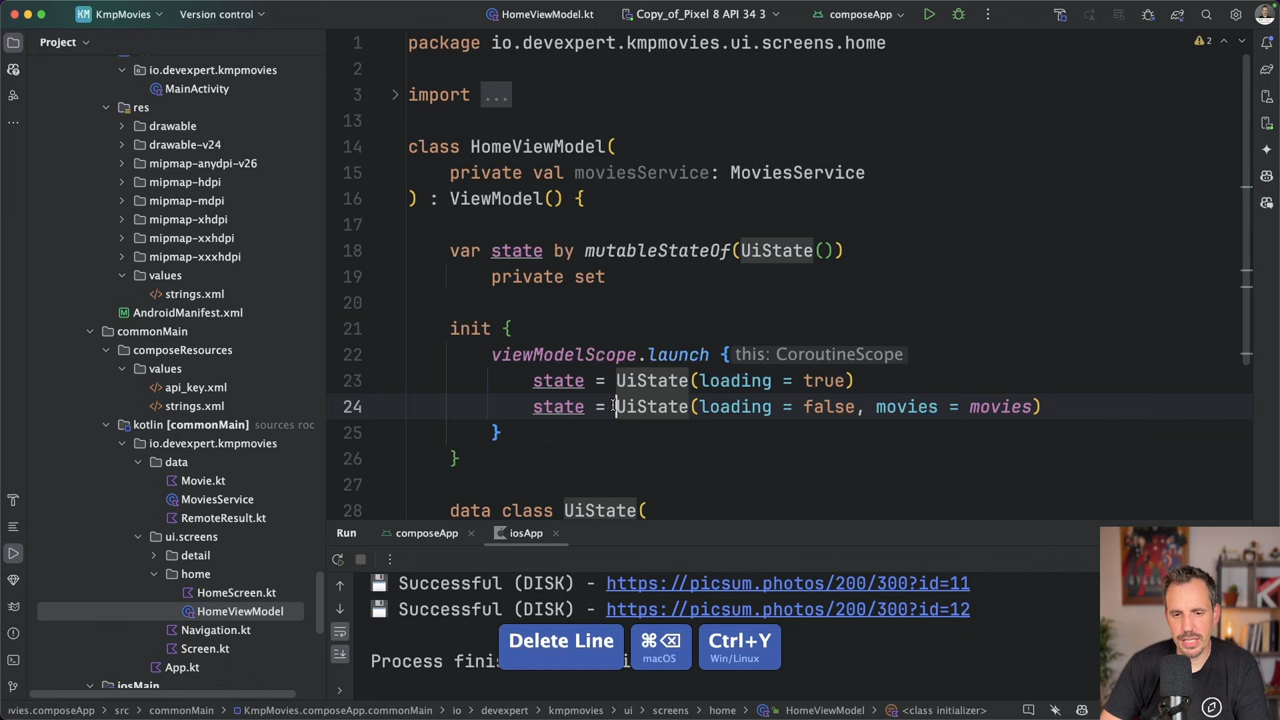 KM KmpMovies Version control HomeViewModel.kt Copy_of_Pixel 8 API 34 3 composeApp
Project
io.devexpert.kmpmovies
MainActivity
res
drawable
drawable-v24
mipmap-anydpi-v26
mipmap-hdpi
mipmap-mdpi
mipmap-xhdpi
mipmap-xxhdpi
mipmap-xxxhdpi
values
strings.xml
AndroidManifest.xml
commonMain
composeResources
values
api_key.xml
strings.xml
kotlin [commonMain] sources roc
io.devexpert.kmpmovies
data
Movie.kt
MoviesService
RemoteResult.kt
ui.screens
detail
home
HomeScreen.kt
HomeViewModel
Navigation.kt
Screen.kt
App.kt
iosMain
2
1 package io.devexpert.kmpmovies.ui.screens.home
2
3 import ...
13
14 class HomeViewModel(
15 private val moviesService: MoviesService
16 ) : ViewModel() {
17
18 var state by mutableStateOf(UiState())
19 private set
20
21 init {
22 viewModelScope.launch { this: CoroutineScope
23 state = UiState(loading = true)
24 state = UiState(loading = false, movies = movies)
25 }
26 }
27
28 data class UiState(
Run composeApp iosApp
Successful (DISK) - https://picsum.photos/200/300?id=11
Successful (DISK) - https://picsum.photos/200/300?id=12
Process fini
Delete Line ⌘⌫ macOS Ctrl+Y Win/Linux
ovies.composeApp > src > commonMain > KmpMovies.composeApp.commonMain > io > devexpert > kmpmovies > ui > screens > home > HomeViewModel > <class initializer>